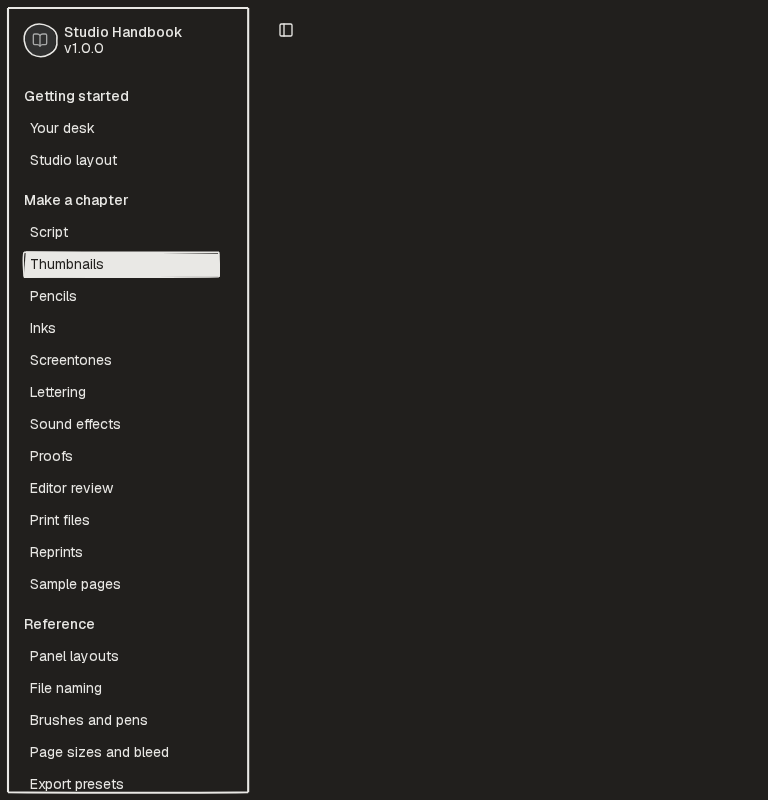 Studio Handbook
v1.0.0
Getting started
Your desk
Studio layout
Make a chapter
Script
Thumbnails
Pencils
Inks
Screentones
Lettering
Sound effects
Proofs
Editor review
Print files
Reprints
Sample pages
Reference
Panel layouts
File naming
Brushes and pens
Page sizes and bleed
Export presets